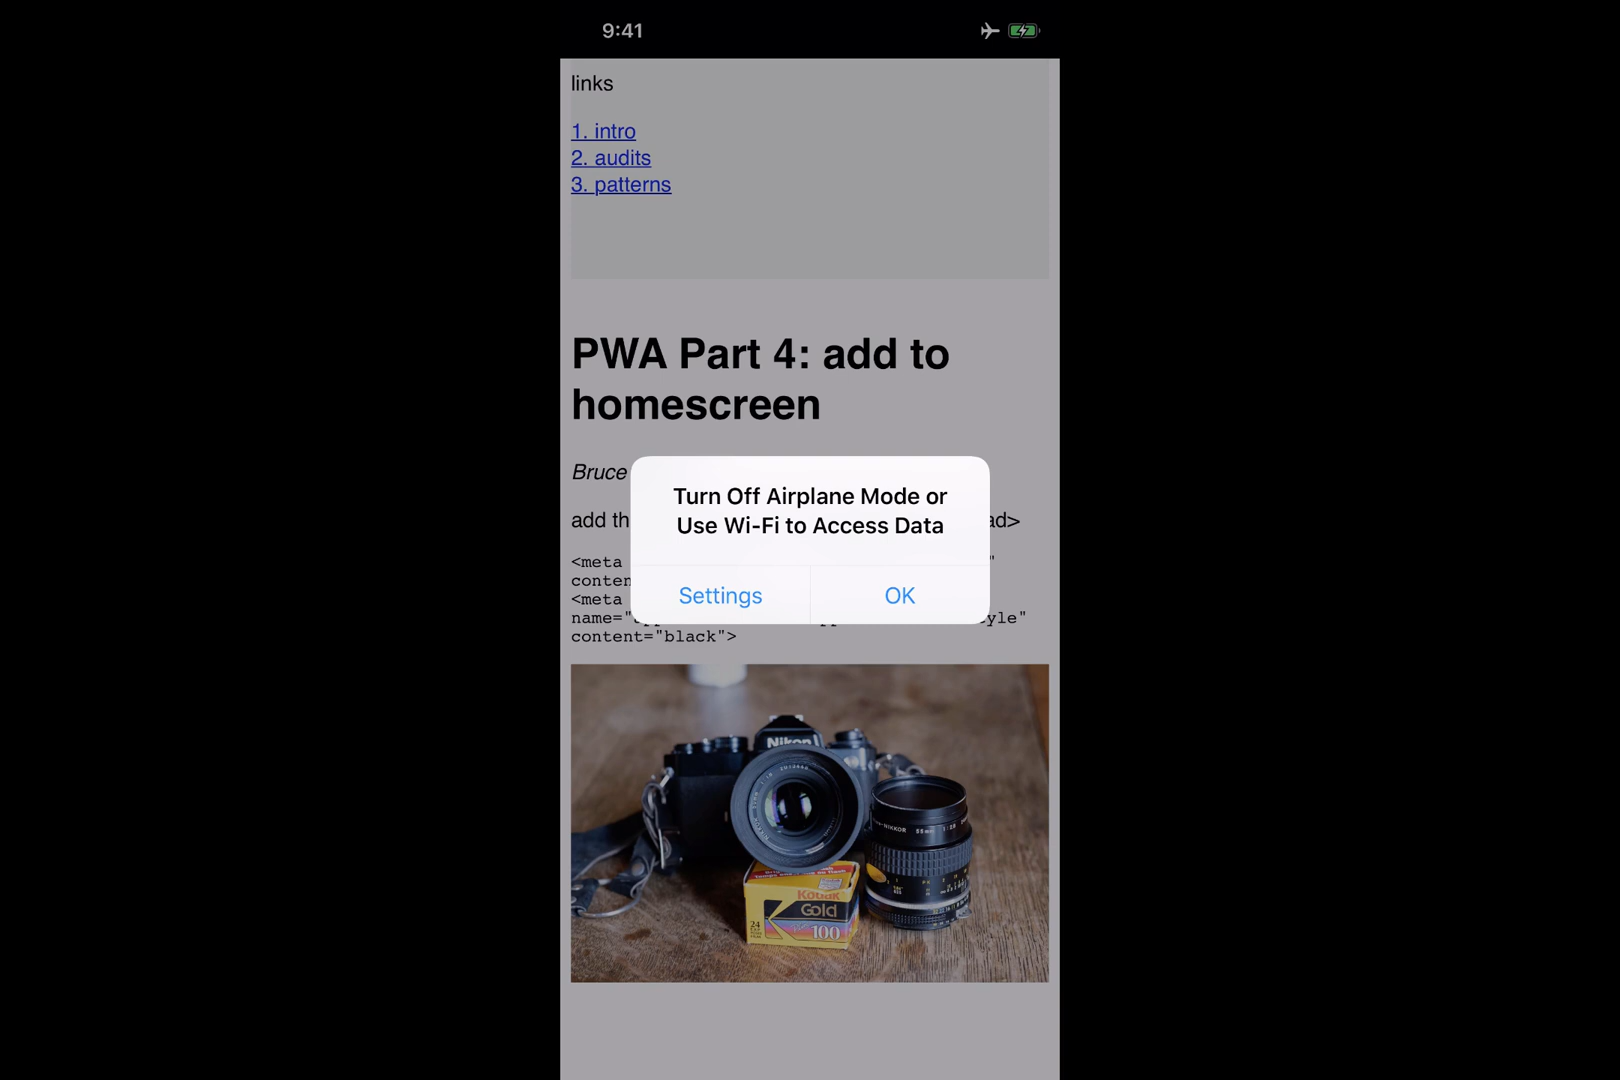 9:41
links
1. intro
2. audits
3. patterns
PWA Part 4: add to
homescreen
Bruce
add th
ad>
Turn Off Airplane Mode or
Use Wi-Fi to Access Data
Settings
OK
<meta "
conten
<meta
name=" yle"
content="black">
Nikon
Kodak
Gold
100
24